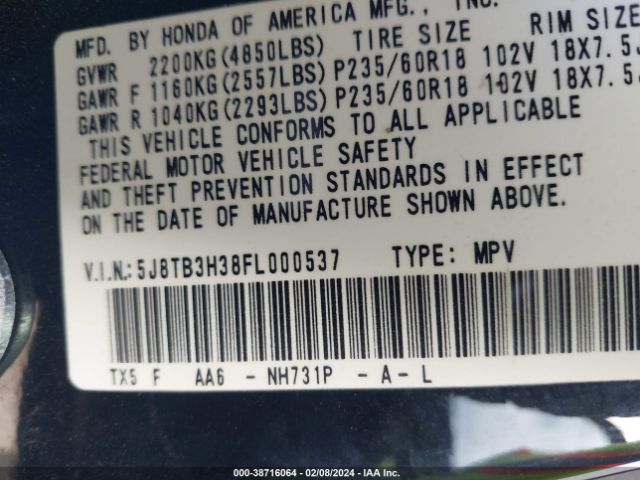 MFD. BY HONDA OF AMERICA MFG., INC.
GVWR 2200KG(4850LBS) TIRE SIZE RIM SIZE
GAWR F 1160KG(2557LBS) P235/60R18 102V 18X7.5
GAWR R 1040KG(2293LBS) P235/60R18 102V 18X7.5
THIS VEHICLE CONFORMS TO ALL APPLICABLE
FEDERAL MOTOR VEHICLE SAFETY
AND THEFT PREVENTION STANDARDS IN EFFECT
ON THE DATE OF MANUFACTURE SHOWN ABOVE.
V.I.N.: 5J8TB3H38FL000537 TYPE: MPV
TX5 F AA6 - NH731P - A - L
000-38716064 - 02/08/2024 - IAA Inc.